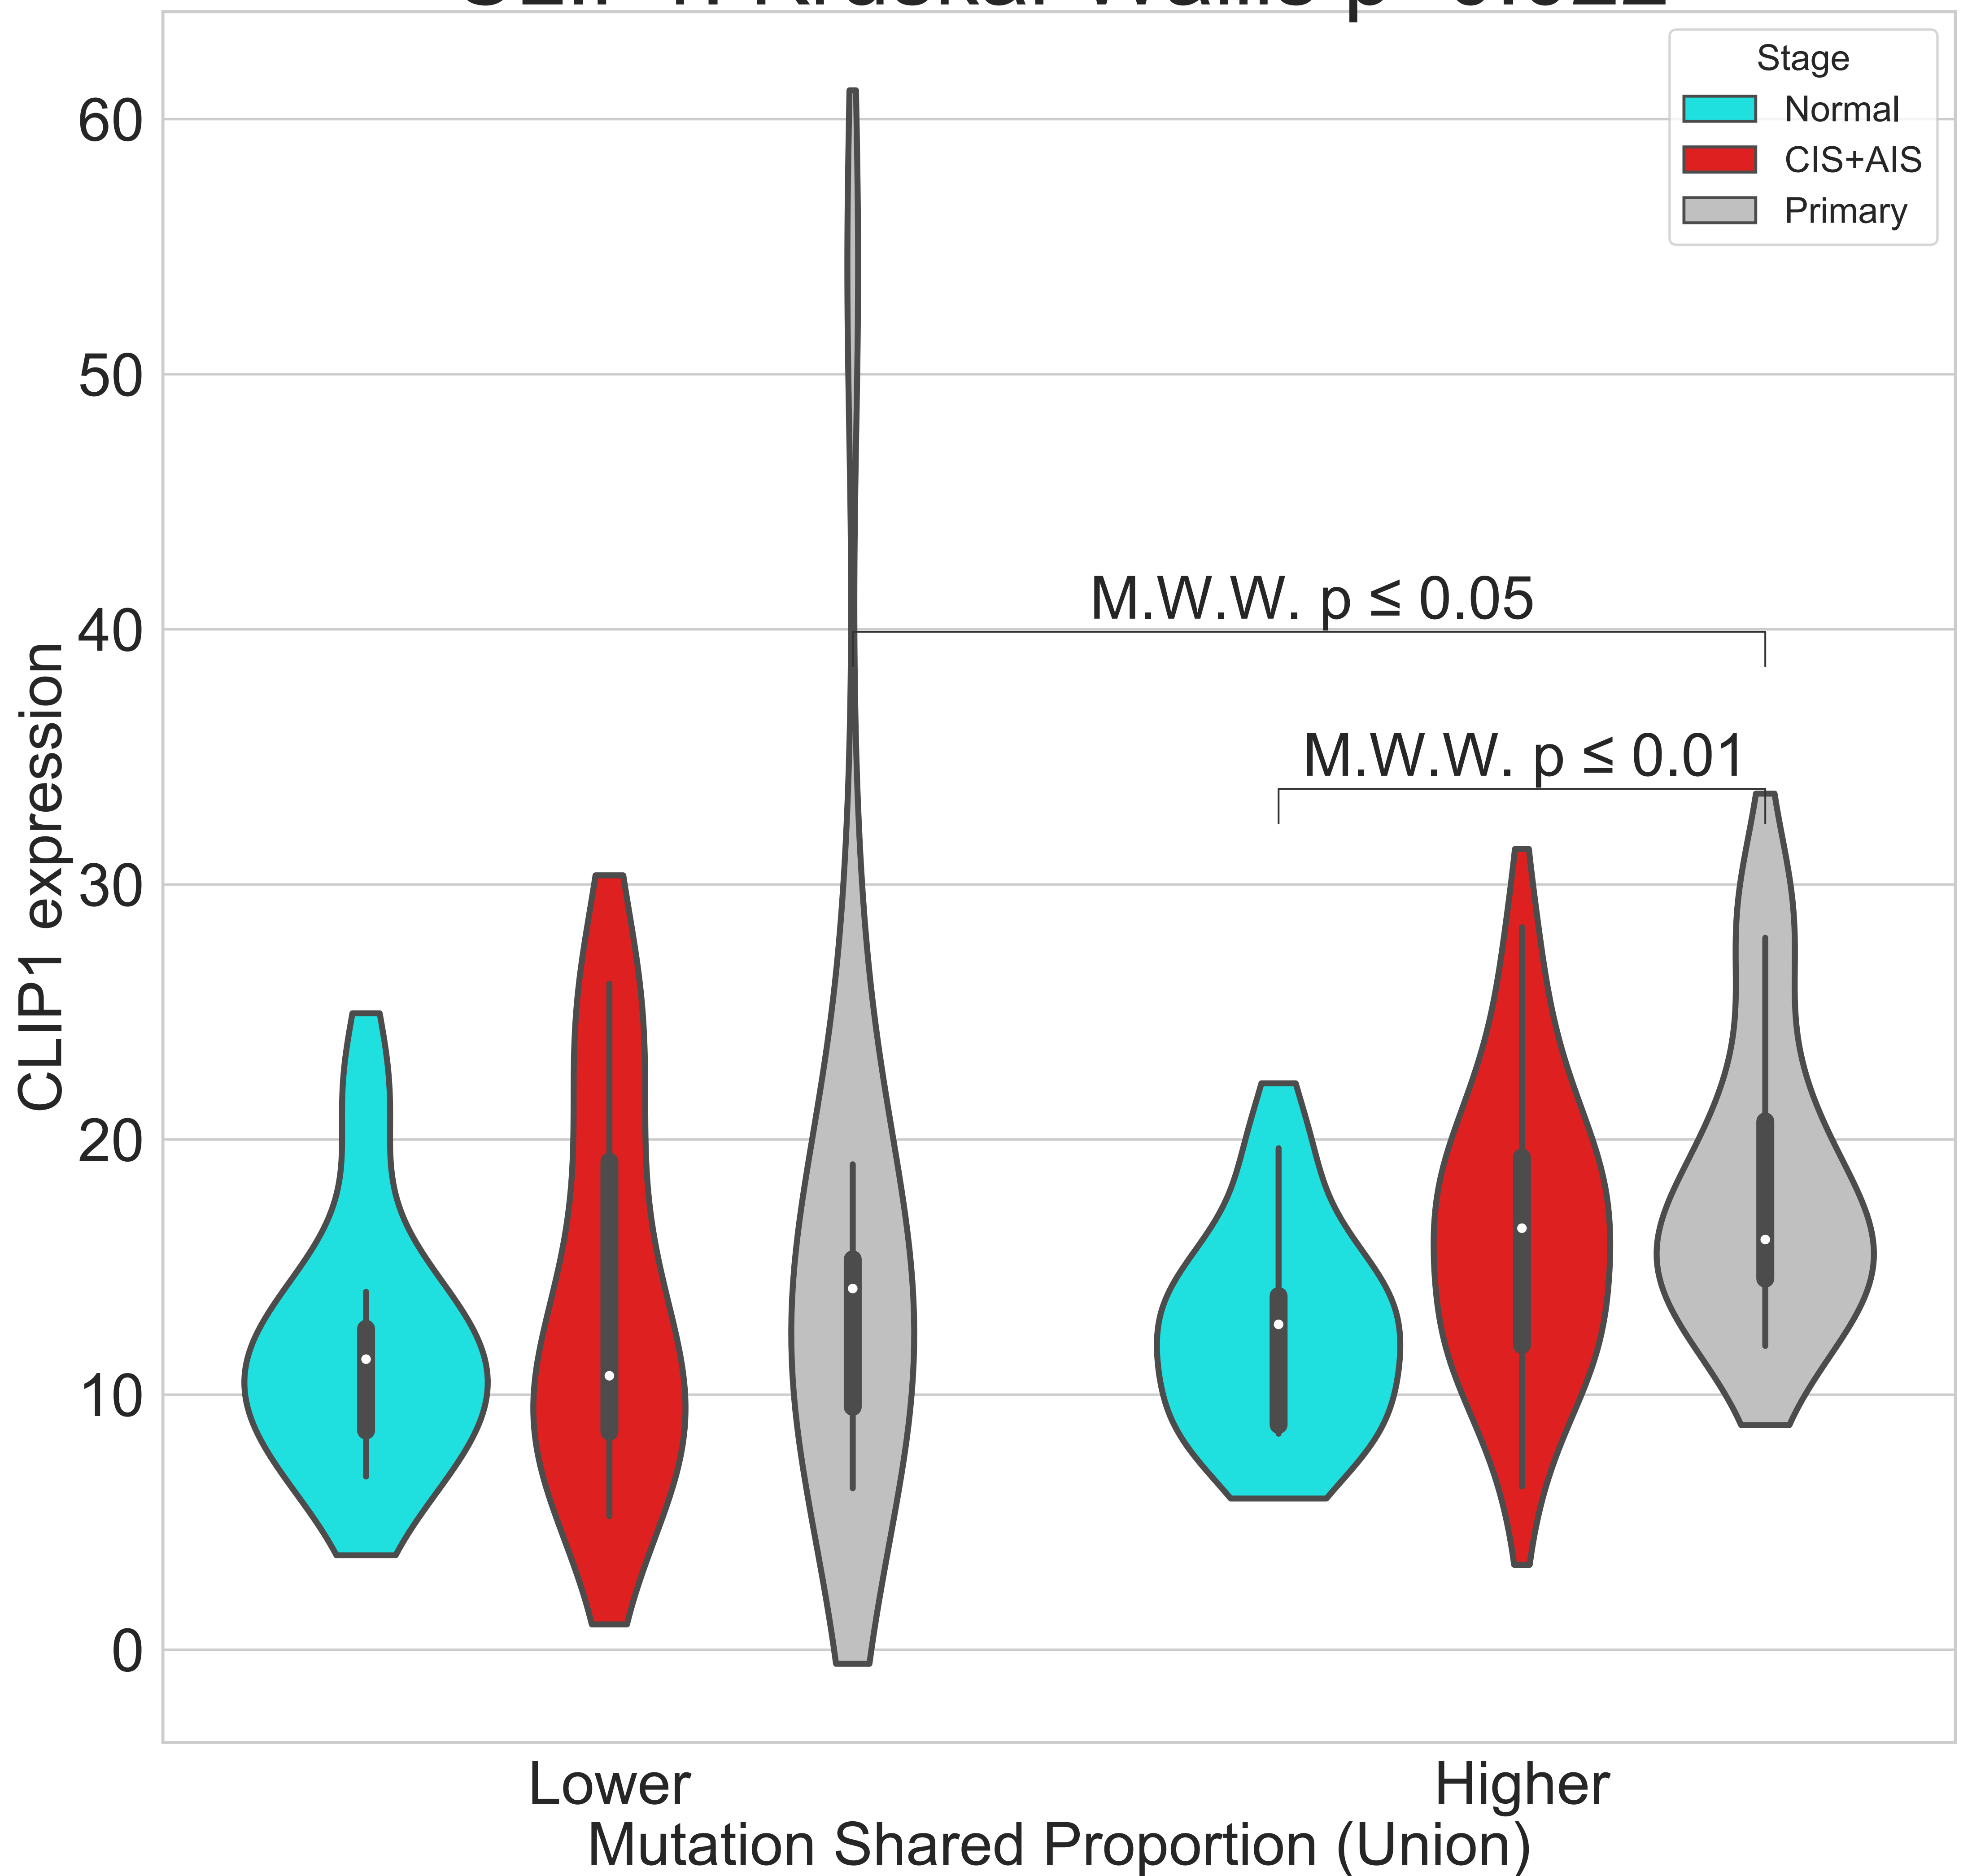 Stage
Normal
CIS+AIS
Primary
60
50
40
30
20
10
0
CLIP1 expression
M.W.W. p ≤ 0.05
M.W.W. p ≤ 0.01
Lower
Higher
Mutation Shared Proportion (Union)